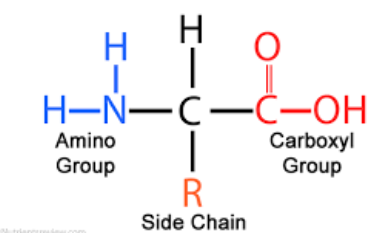 H H O
H–N–C–C–OH
Amino Carboxyl
Group Group
R
Side Chain